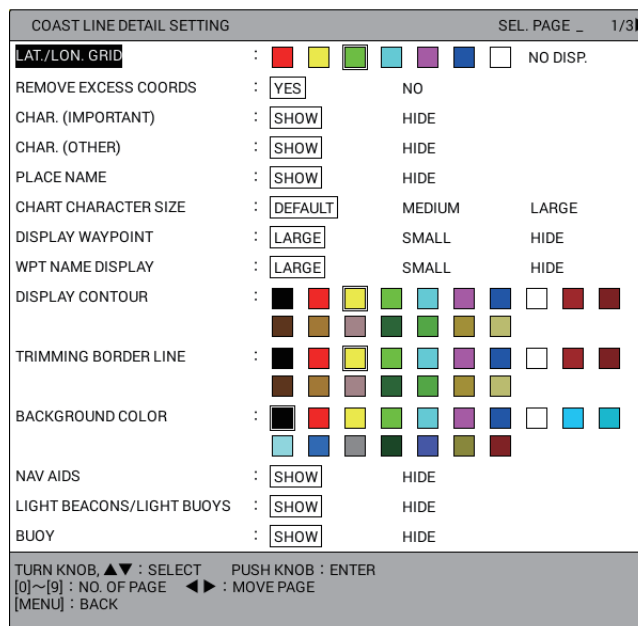 COAST LINE DETAIL SETTING SEL. PAGE _ 1/3
LAT./LON. GRID : NO DISP.
REMOVE EXCESS COORDS : YES NO
CHAR. (IMPORTANT) : SHOW HIDE
CHAR. (OTHER) : SHOW HIDE
PLACE NAME : SHOW HIDE
CHART CHARACTER SIZE : DEFAULT MEDIUM LARGE
DISPLAY WAYPOINT : LARGE SMALL HIDE
WPT NAME DISPLAY : LARGE SMALL HIDE
DISPLAY CONTOUR :
TRIMMING BORDER LINE :
BACKGROUND COLOR :
NAV AIDS : SHOW HIDE
LIGHT BEACONS/LIGHT BUOYS : SHOW HIDE
BUOY : SHOW HIDE
TURN KNOB, ▲▼ : SELECT PUSH KNOB : ENTER
[0]～[9] : NO. OF PAGE ◀ ▶ : MOVE PAGE
[MENU] : BACK